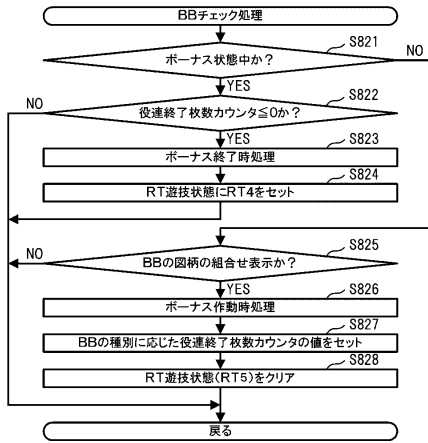 BBチェック処理
S821
ボーナス状態中か?
NO
YES
S822
NO
役連終了枚数カウンタ≦0か?
YES
S823
ボーナス終了時処理
S824
RT遊技状態にRT4をセット
S825
NO
BBの図柄の組合せ表示か?
YES
S826
ボーナス作動時処理
S827
BBの種別に応じた役連終了枚数カウンタの値をセット
S828
RT遊技状態(RT5)をクリア
戻る